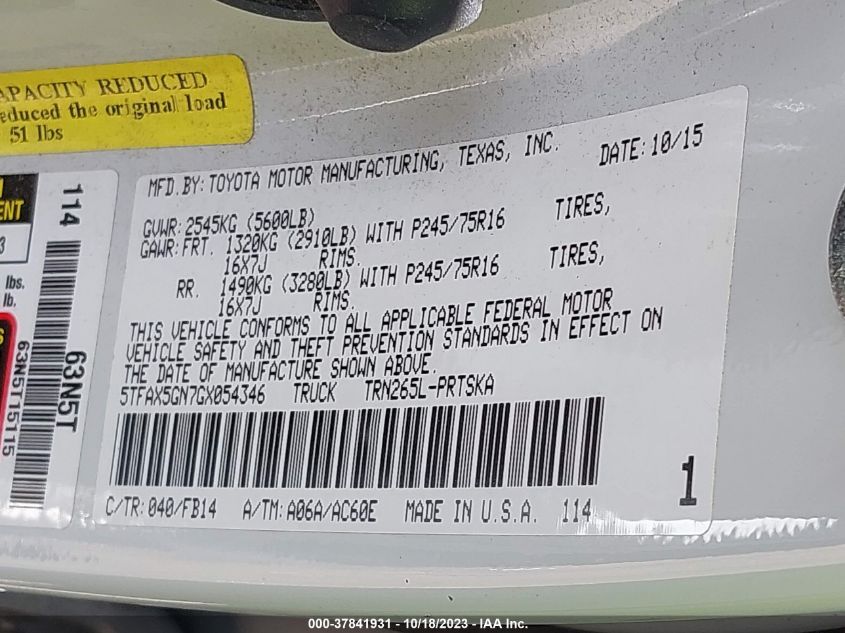 APACITY REDUCED
educed the original load
51 lbs
ENT
3
lbs.
lb.
S
114
63N5T15115
63N5T
MFD. BY: TOYOTA MOTOR MANUFACTURING, TEXAS, INC. DATE: 10/15
GVWR: 2545KG (5600LB)
GAWR: FRT. 1320KG (2910LB) WITH P245/75R16 TIRES,
16X7J RIMS.
RR. 1490KG (3280LB) WITH P245/75R16 TIRES,
16X7J RIMS.
THIS VEHICLE CONFORMS TO ALL APPLICABLE FEDERAL MOTOR
VEHICLE SAFETY AND THEFT PREVENTION STANDARDS IN EFFECT ON
THE DATE OF MANUFACTURE SHOWN ABOVE.
5TFAX5GN7GX054346 TRUCK TRN265L-PRTSKA
1
C/TR: 040/FB14 A/TM: A06A/AC60E MADE IN U.S.A. 114
000-37841931 - 10/18/2023 - IAA Inc.